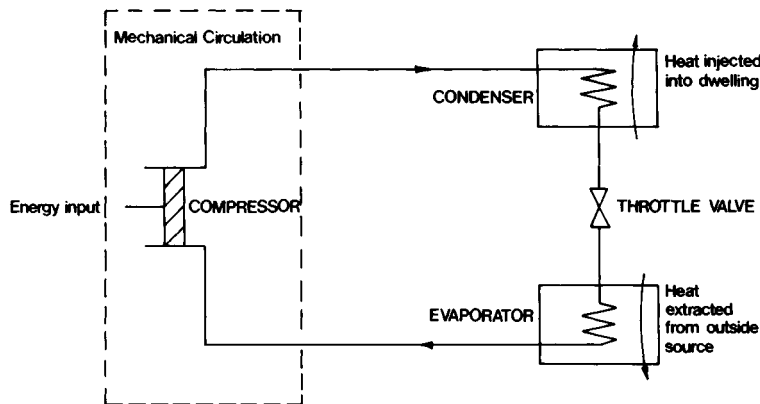 Mechanical Circulation
CONDENSER
Heat injected
into dwelling
Energy input
COMPRESSOR
THROTTLE VALVE
EVAPORATOR
Heat
extracted
from outside
source